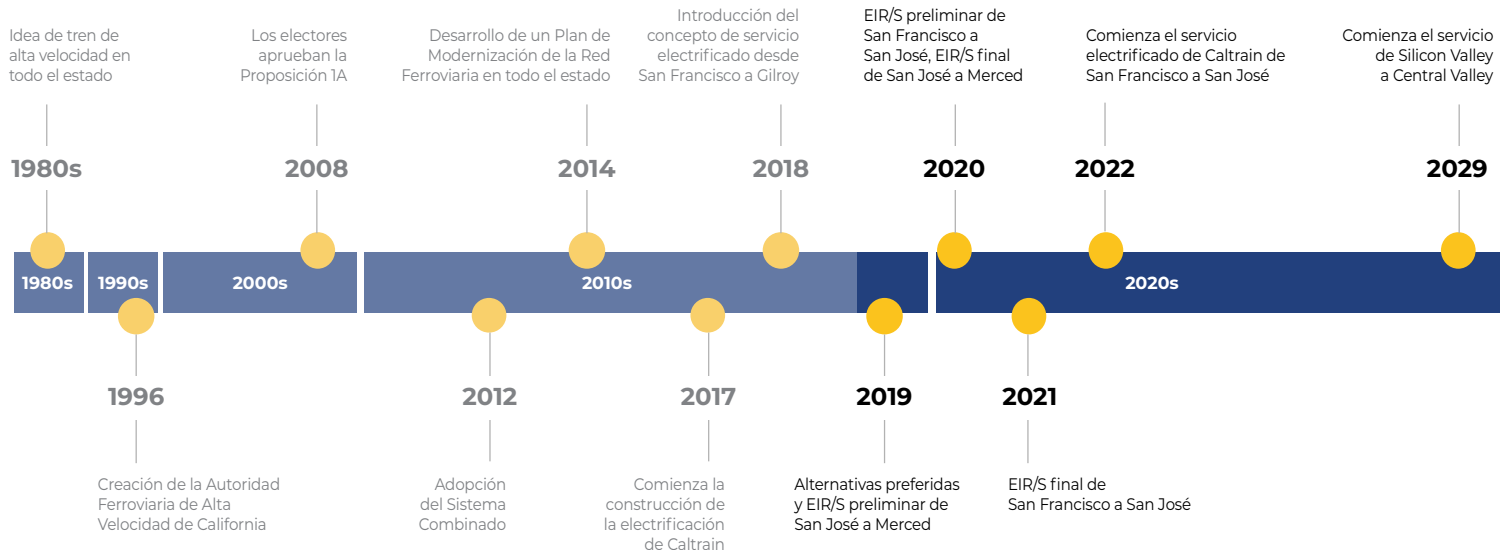 Idea de tren de
alta velocidad en
todo el estado
Los electores
aprueban la
Proposición 1A
Desarrollo de un Plan de
Modernización de la Red
Ferroviaria en todo el estado
Introducción del
concepto de servicio
electrificado desde
San Francisco a Gilroy
EIR/S preliminar de
San Francisco a
San José, EIR/S final
de San José a Merced
Comienza el servicio
electrificado de Caltrain de
San Francisco a San José
Comienza el servicio
de Silicon Valley
a Central Valley
1980s
2008
2014
2018
2020
2022
2029
1980s
1990s
2000s
2010s
2020s
1996
2012
2017
2019
2021
Creación de la Autoridad
Ferroviaria de Alta
Velocidad de California
Adopción
del Sistema
Combinado
Comienza la
construcción de
la electrificación
de Caltrain
Alternativas preferidas
y EIR/S preliminar de
San José a Merced
EIR/S final de
San Francisco a San José